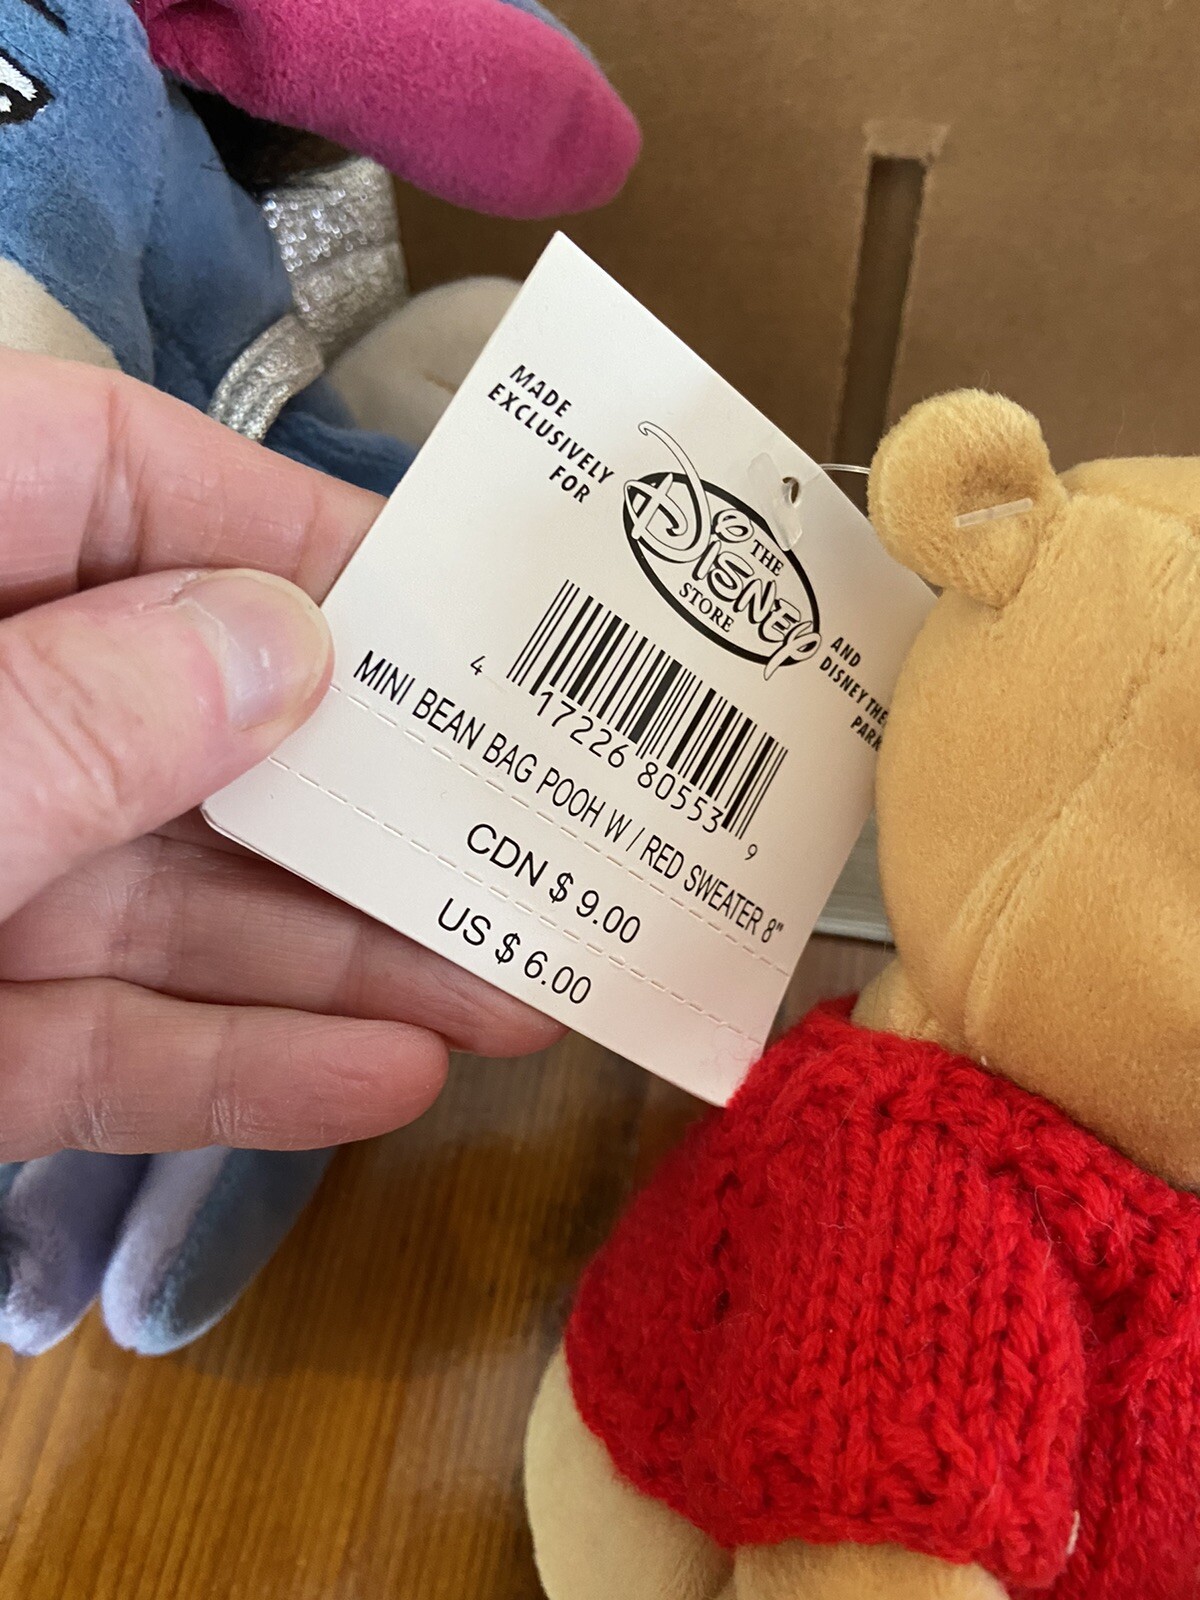 MADE
EXCLUSIVELY
FOR
THE
DISNEY
STORE
AND
DISNEY
PARK
4 17226 80553 9
MINI BEAN BAG POOH W / RED SWEATER 8"
CDN $ 9.00
US $ 6.00